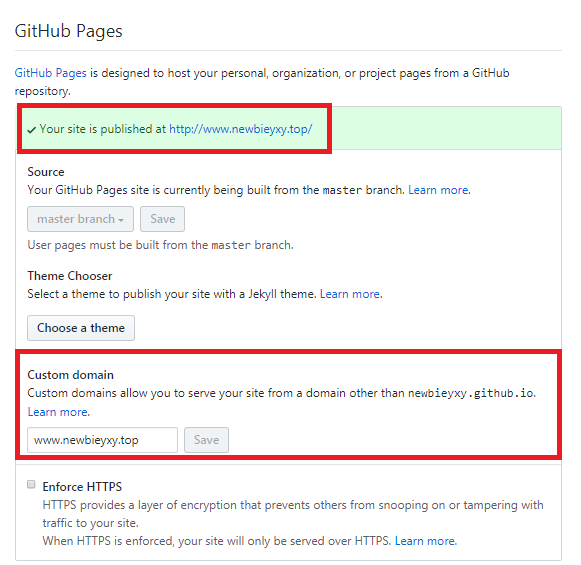 GitHub Pages
GitHub Pages is designed to host your personal, organization, or project pages from a GitHub
repository.
✓ Your site is published at http://www.newbieyxy.top/
Source
Your GitHub Pages site is currently being built from the master branch. Learn more.
master branch
Save
User pages must be built from the master branch.
Theme Chooser
Select a theme to publish your site with a Jekyll theme. Learn more.
Choose a theme
Custom domain
Custom domains allow you to serve your site from a domain other than newbieyxy.github.io.
Learn more.
www.newbieyxy.top
Save
Enforce HTTPS
HTTPS provides a layer of encryption that prevents others from snooping on or tampering with
traffic to your site.
When HTTPS is enforced, your site will only be served over HTTPS. Learn more.